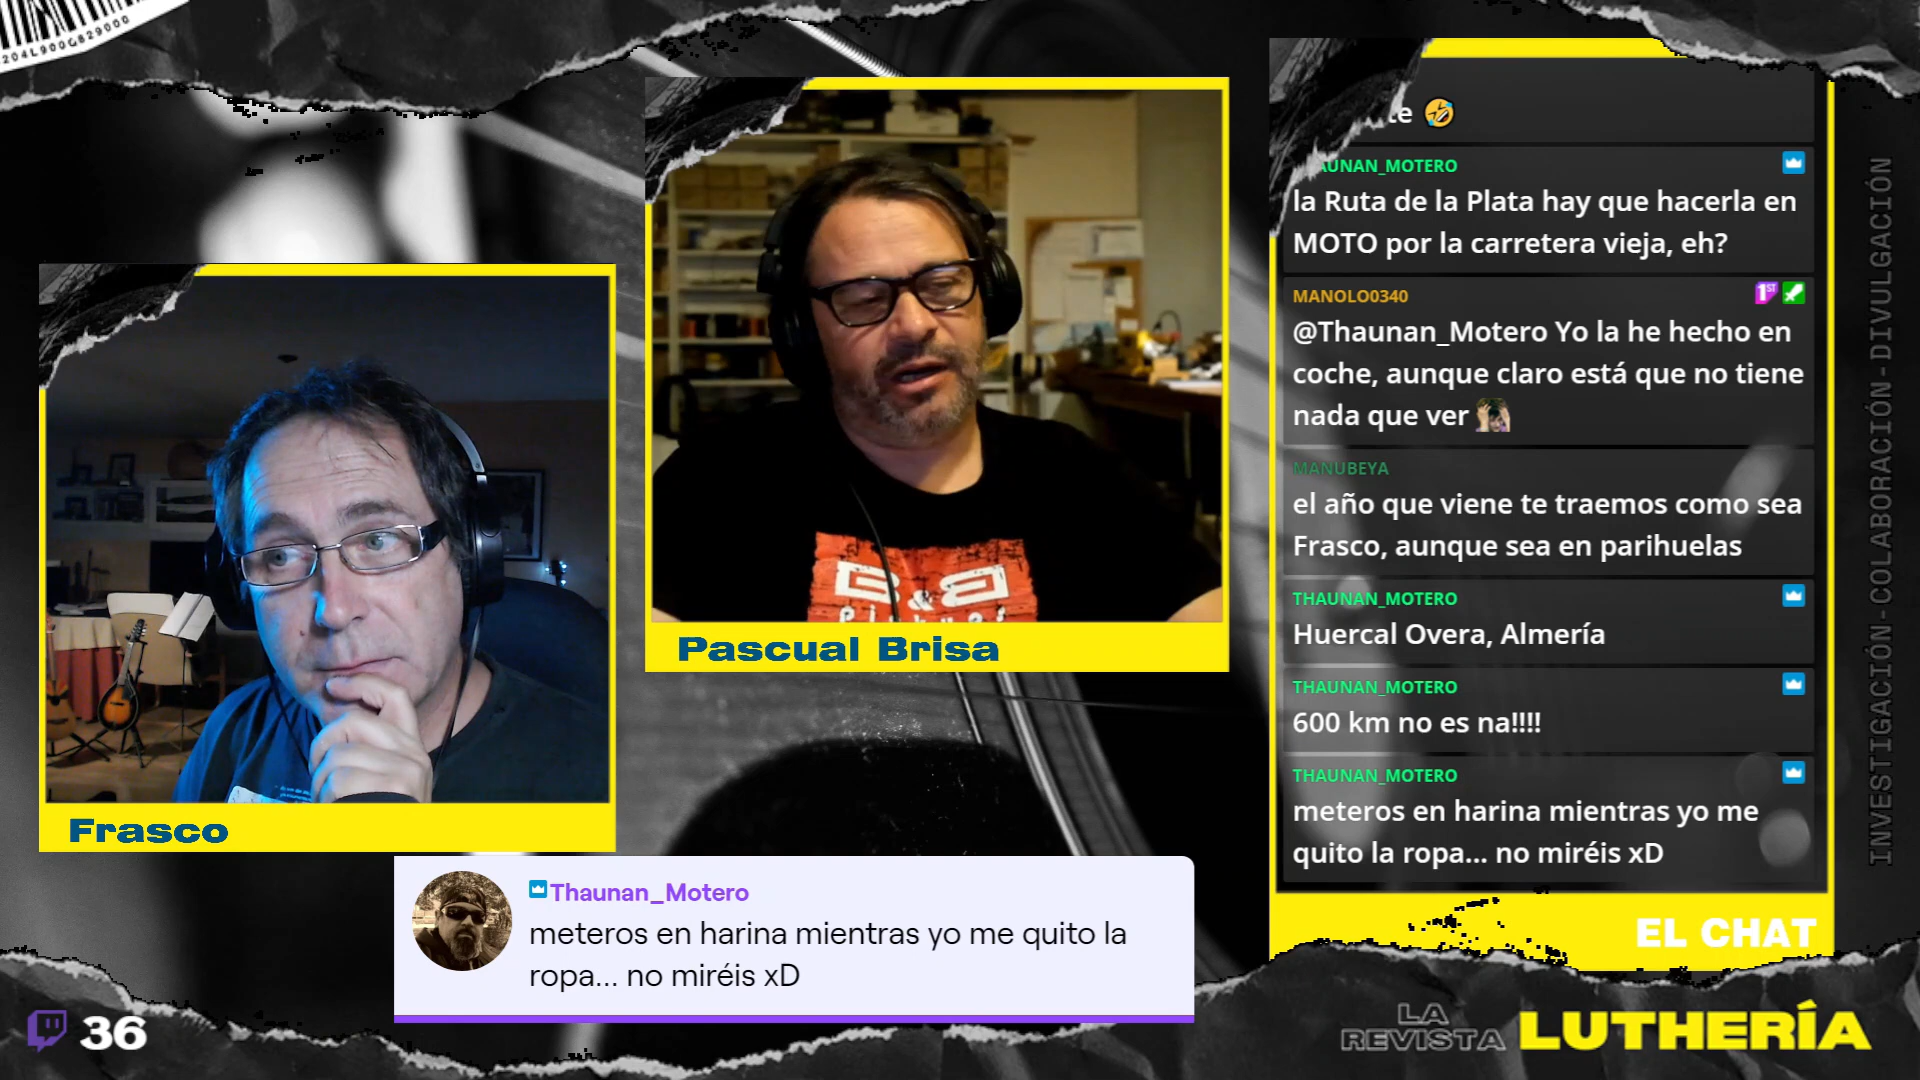 204L900G829000
te 🤣
THAUNAN_MOTERO
la Ruta de la Plata hay que hacerla en
MOTO por la carretera vieja, eh?
1ST
MANOLO0340
@Thaunan_Motero Yo la he hecho en
coche, aunque claro está que no tiene
nada que ver
MANUBEYA
el año que viene te traemos como sea
Frasco, aunque sea en parihuelas
THAUNAN_MOTERO
Huercal Overa, Almería
THAUNAN_MOTERO
600 km no es na!!!!
THAUNAN_MOTERO
meteros en harina mientras yo me
quito la ropa... no miréis xD
EL CHAT
INVESTIGACIÓN-COLABORACIÓN-DIVULGACIÓN
B&B
Pascual Brisa
Frasco
Thaunan_Motero
meteros en harina mientras yo me quito la
ropa... no miréis xD
36
LA
REVISTA
LUTHERÍA